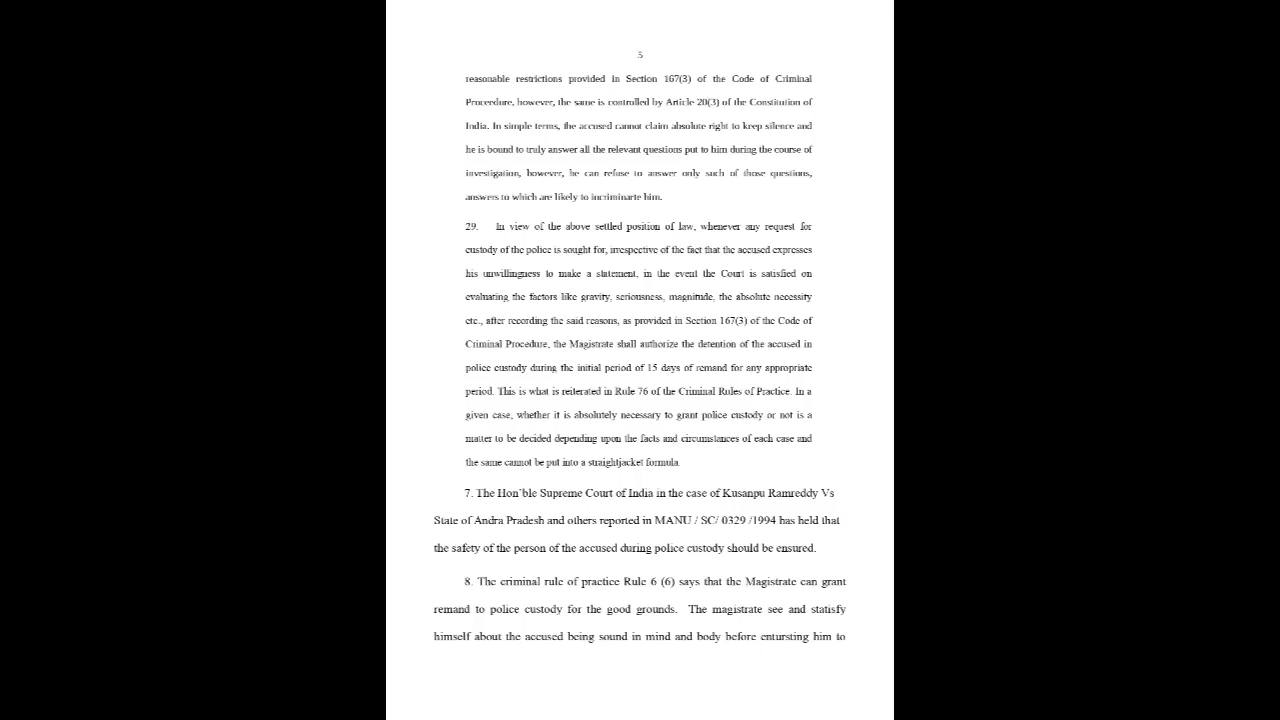 5
reasonable restrictions provided in Section 167(3) of the Code of Criminal
Procerdure, however, the same is controlled by Article 20(3) of the Constitution of
India. In simple terms, the accused cannot claim absolute right to keep silence and
he is bound to truly answer all the relevant questions put to him during the course of
investigation, however, he can refuse to answer only such of those questions,
answers to which are likely to incriminarte him.
29. In view of the above settled position of law, whenever any request for
custody of the police is sought for, irrespective of the fact that the accused expresses
his unwillingness to make a statement, in the event the Court is satisfied on
evaluating the factors like gravity, seriousness, magnitude, the absolute necessity
etc., after recording the said reasons, as provided in Section 167(3) of the Code of
Criminal Procedure, the Magistrate shall authorize the detention of the accused in
police custody during the initial period of 15 days of remand for any appropriate
period. This is what is reiterated in Rule 76 of the Criminal Rules of Practice. In a
given case, whether it is absolutely necessary to grant police custody or not is a
matter to be decided depending upon the facts and circumstances of each case and
the same cannot be put into a straightjacket formula.
7. The Hon'ble Supreme Court of India in the case of Kusanpu Ramreddy Vs
State of Andra Pradesh and others reported in MANU / SC/ 0329 /1994 has held that
the safety of the person of the accused during police custody should be ensured.
8. The criminal rule of practice Rule 6 (6) says that the Magistrate can grant
remand to police custody for the good grounds. The magistrate see and statisfy
himself about the accused being sound in mind and body before entursting him to